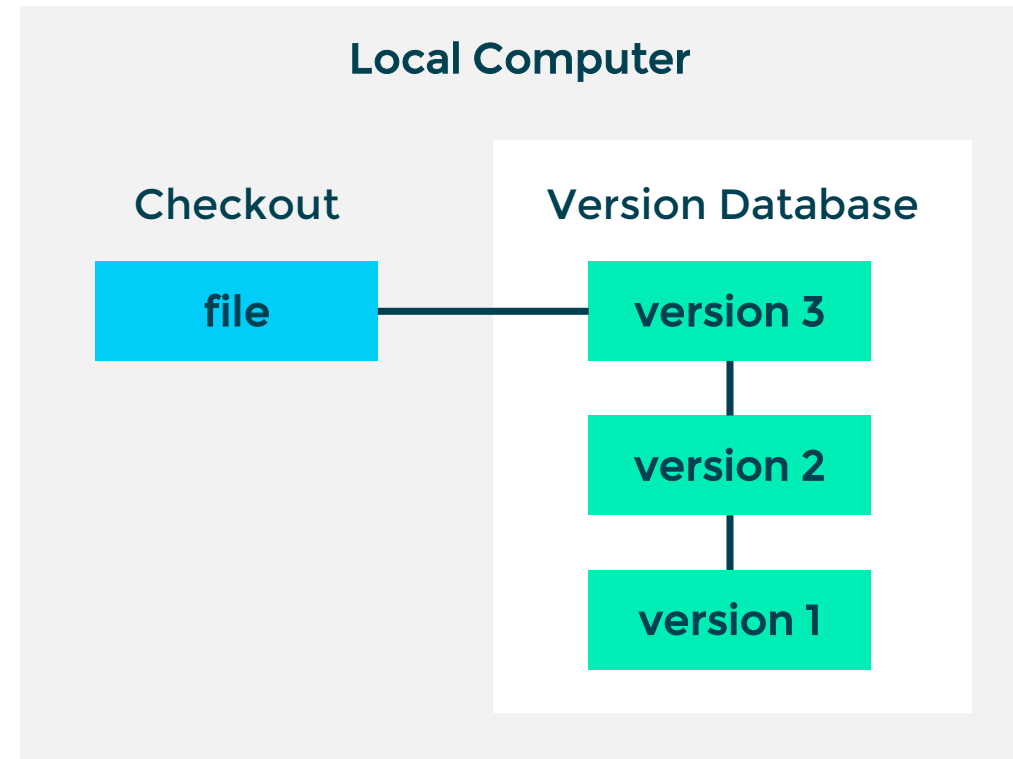 Local Computer
Checkout
Version Database
file
version 3
version 2
version 1